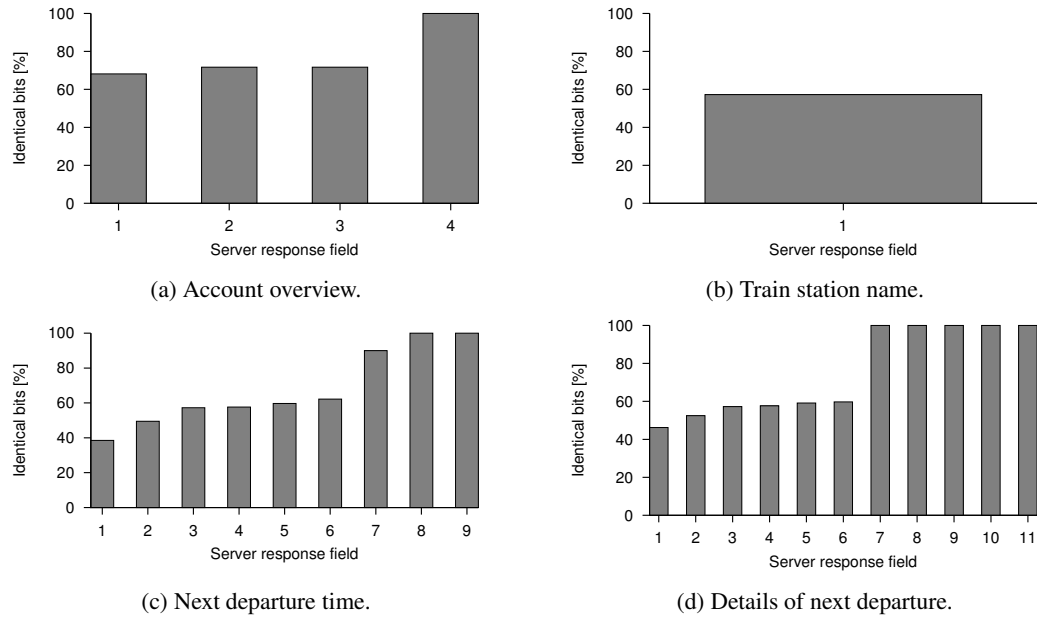 Identical bits [%]
100
80
60
40
20
0
1 2 3 4
Server response field
(a) Account overview.
Identical bits [%]
100
80
60
40
20
0
1
Server response field
(b) Train station name.
Identical bits [%]
100
80
60
40
20
0
1 2 3 4 5 6 7 8 9
Server response field
(c) Next departure time.
Identical bits [%]
100
80
60
40
20
0
1 2 3 4 5 6 7 8 9 10 11
Server response field
(d) Details of next departure.